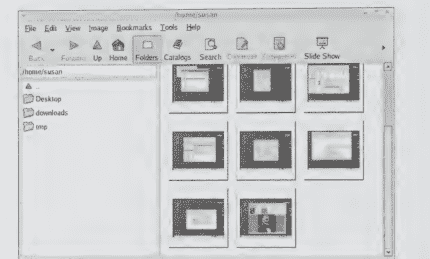 /home/susan
File Edit View Image Bookmarks Tools Help
Back Forward Up Home Folders Catalogs Search Slide Show
/home/susan
..
Desktop
downloads
tmp